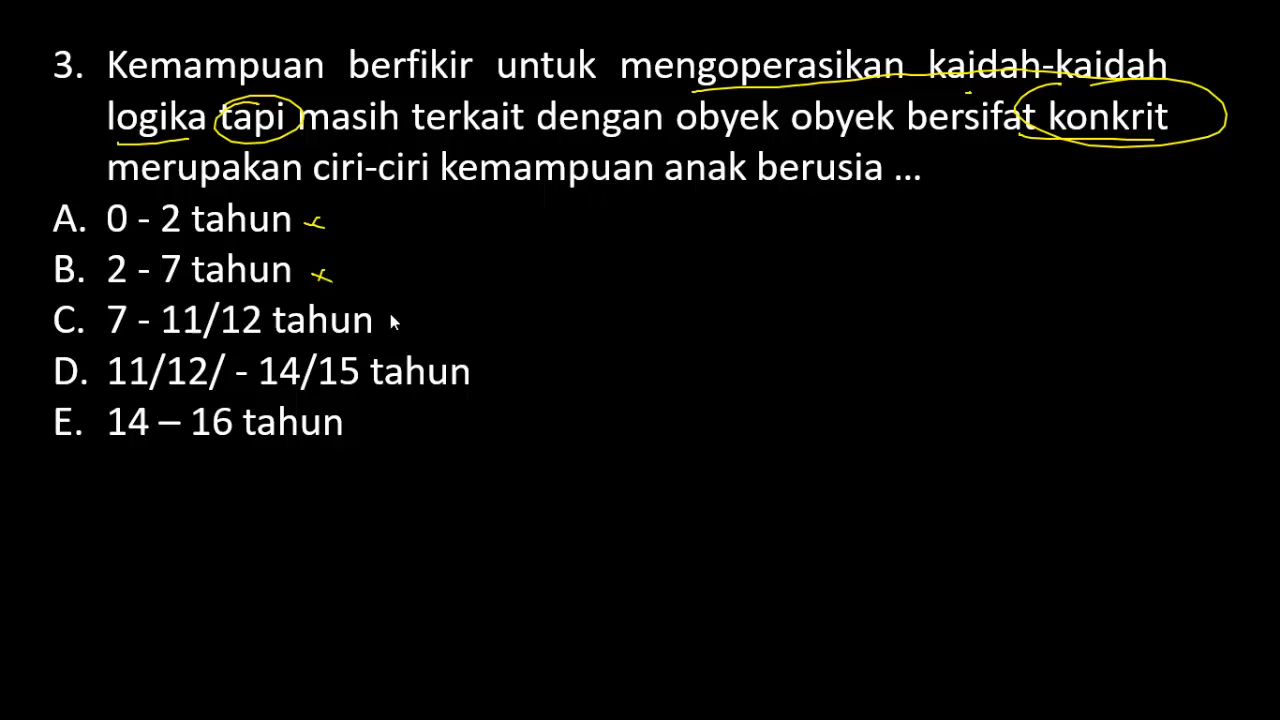 3. Kemampuan berfikir untuk mengoperasikan kaidah-kaidah
logika tapi masih terkait dengan obyek obyek bersifat konkrit
merupakan ciri-ciri kemampuan anak berusia ...
A. 0 - 2 tahun
B. 2 - 7 tahun
C. 7 - 11/12 tahun
D. 11/12/ - 14/15 tahun
E. 14 – 16 tahun